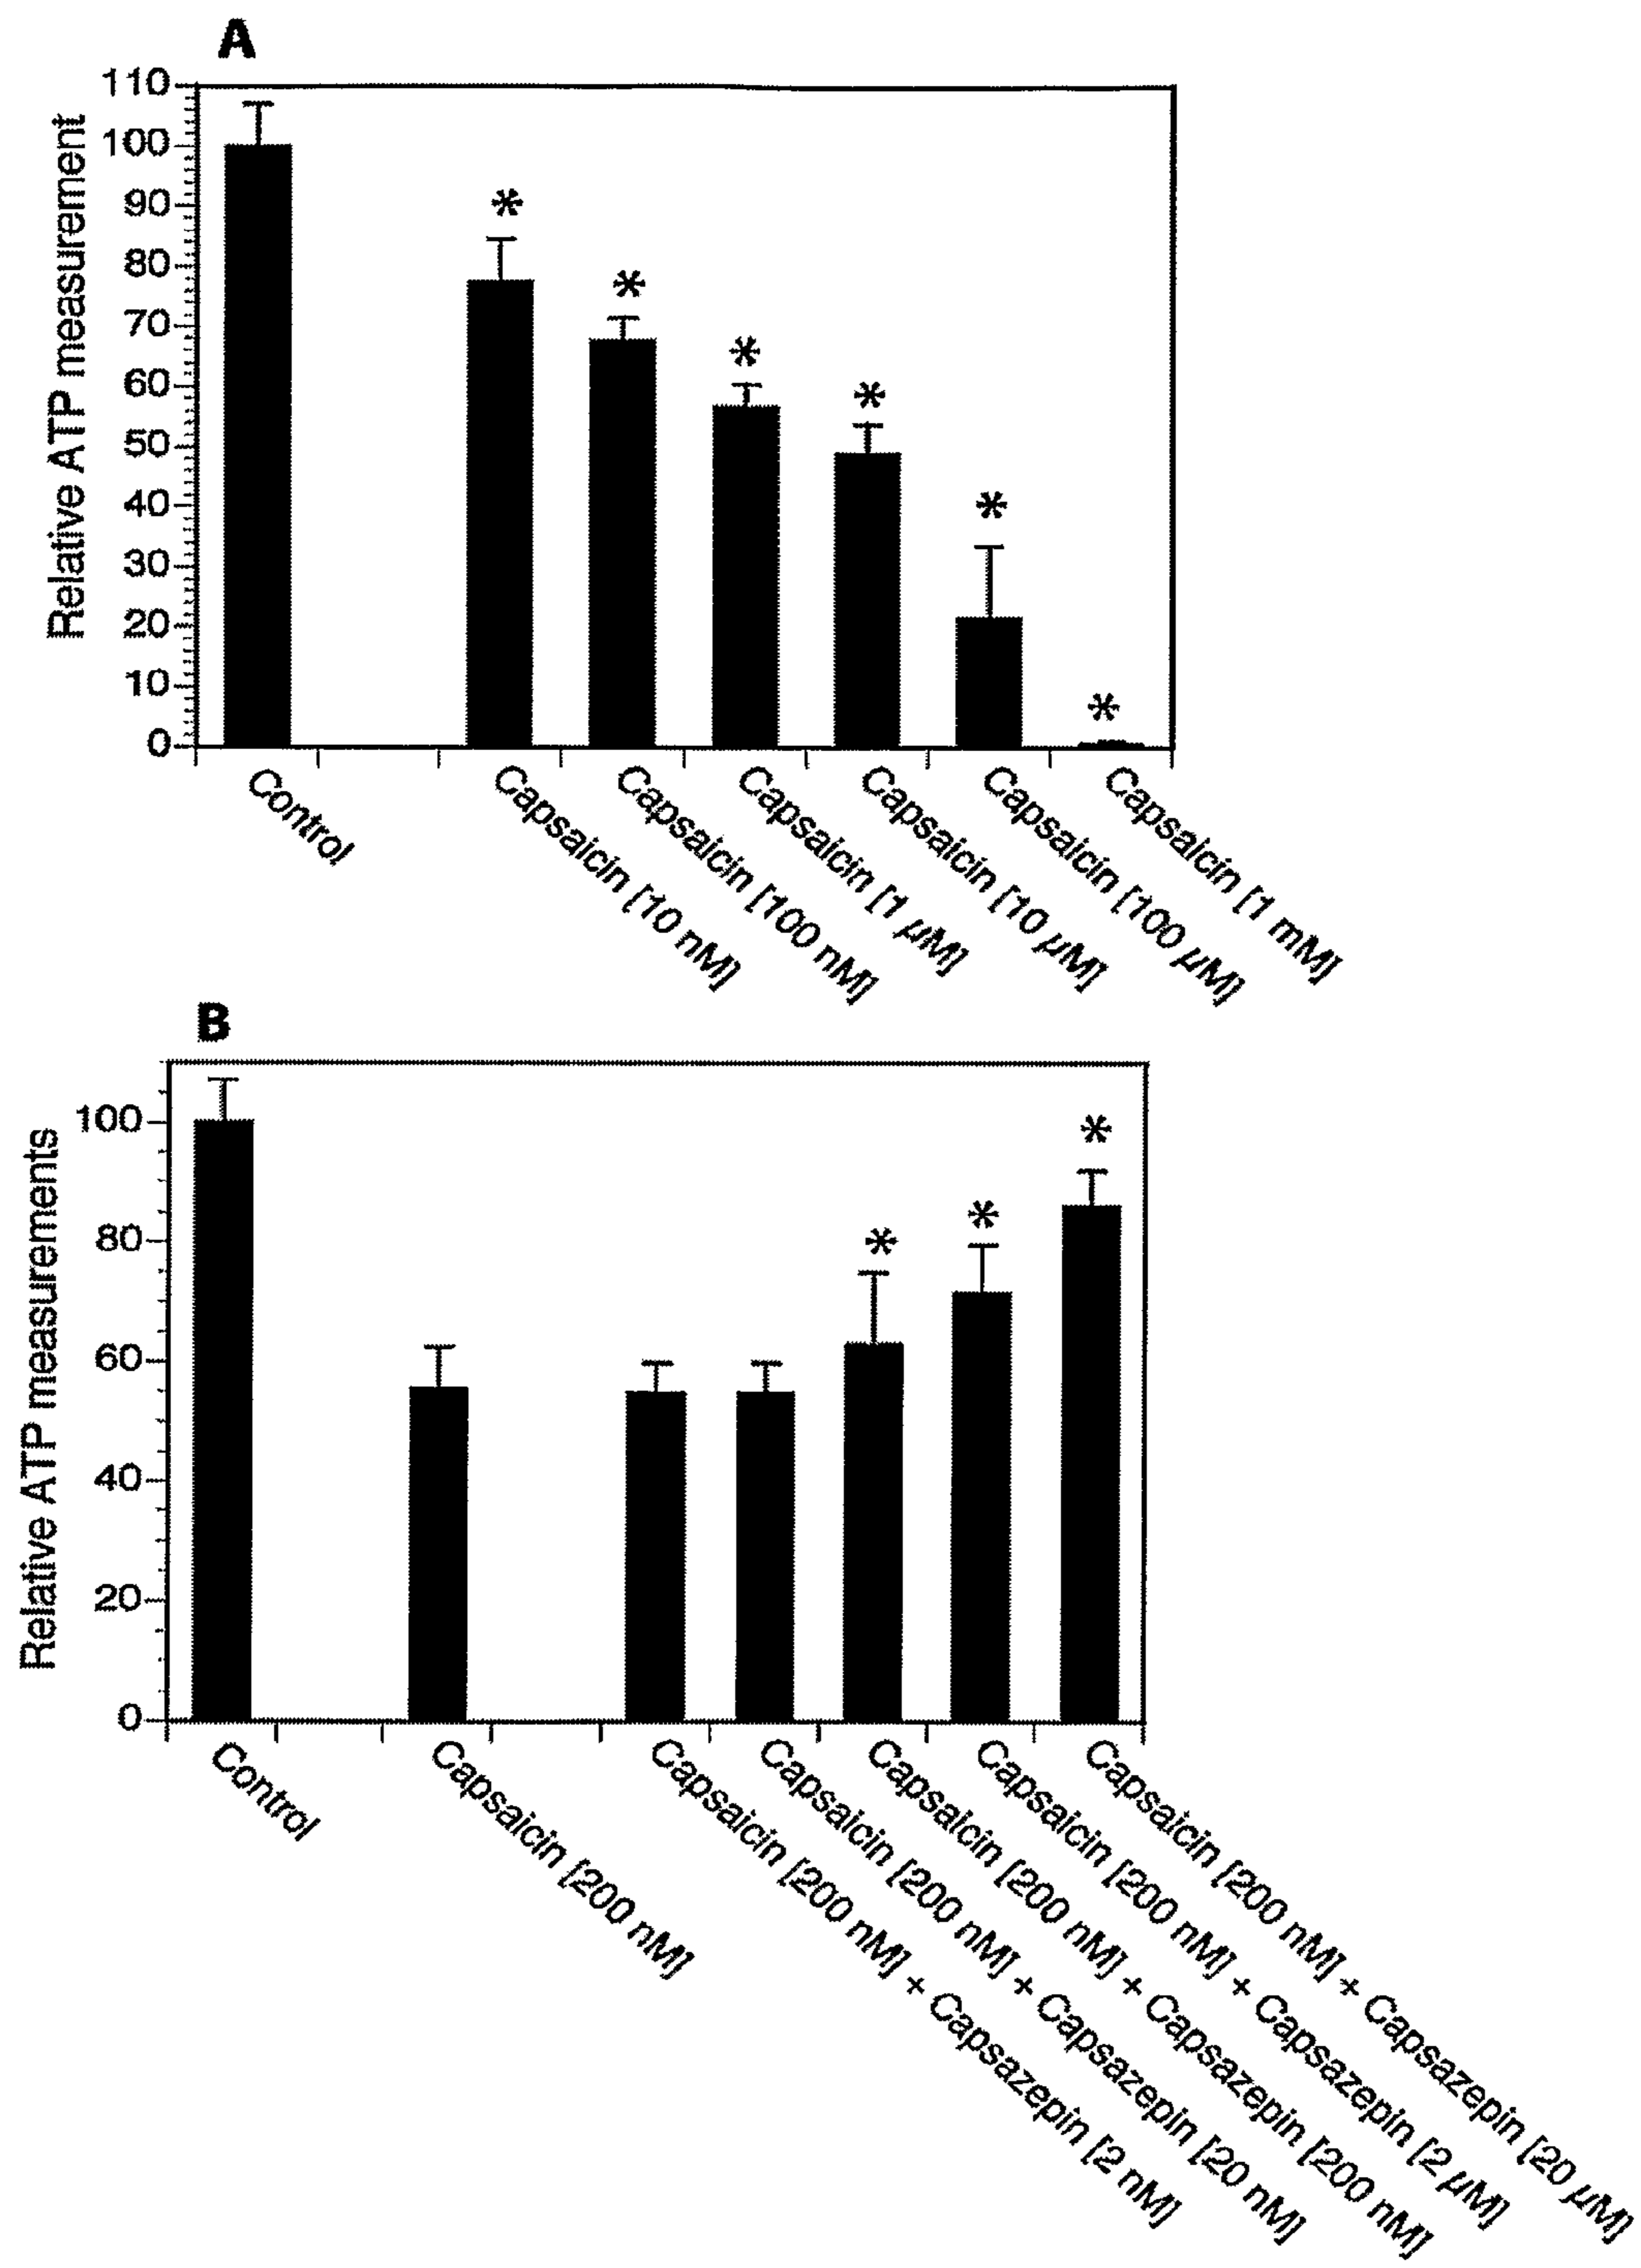 A
Relative ATP measurement
110
100
90
80
70
60
50
40
30
20
10
0
*
*
*
*
*
*
Control
Capsaicin [10 nM]
Capsaicin [100 nM]
Capsaicin [1 µM]
Capsaicin [10 µM]
Capsaicin [100 µM]
Capsaicin [1 mM]
B
Relative ATP measurements
100
80
60
40
20
0
*
*
*
Control
Capsaicin [200 nM]
Capsaicin [200 nM] + Capsazepin [2 nM]
Capsaicin [200 nM] + Capsazepin [20 nM]
Capsaicin [200 nM] + Capsazepin [200 nM]
Capsaicin [200 nM] + Capsazepin [2 µM]
Capsaicin [200 nM] + Capsazepin [20 µM]